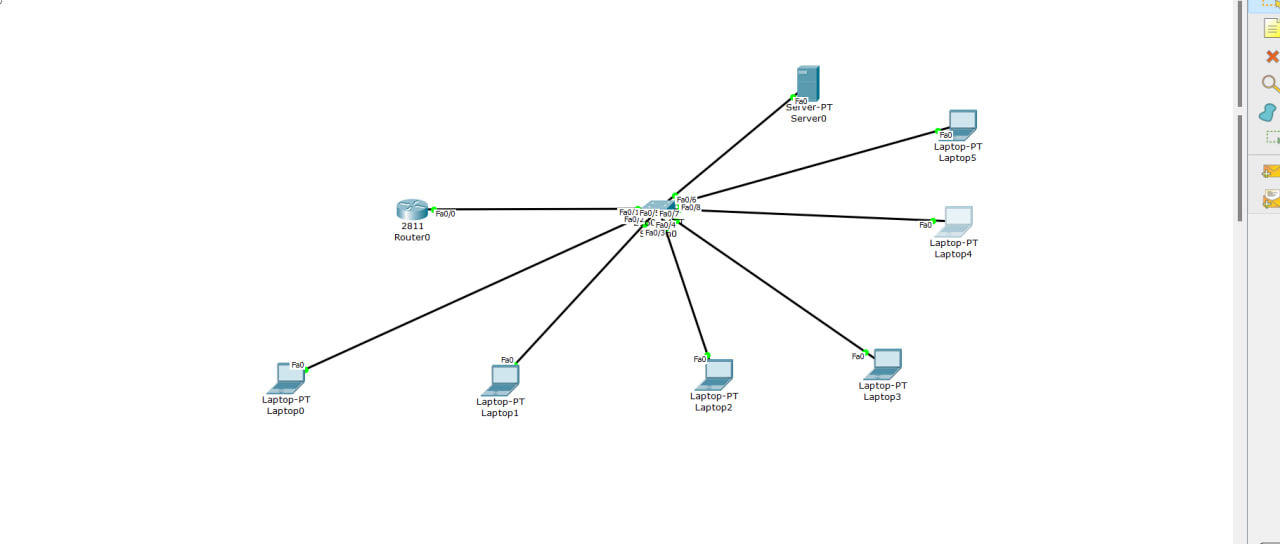 Fa0
Server-PT
Server0
Fa0
Laptop-PT
Laptop5
Fa0/6
Fa0/8
Fa0/0
2811
Router0
Fa0/7
Fa0/4
Fa0/3
Fa0
Laptop-PT
Laptop4
Fa0
Laptop-PT
Laptop0
Fa0
Laptop-PT
Laptop1
Fa0
Laptop-PT
Laptop2
Fa0
Laptop-PT
Laptop3